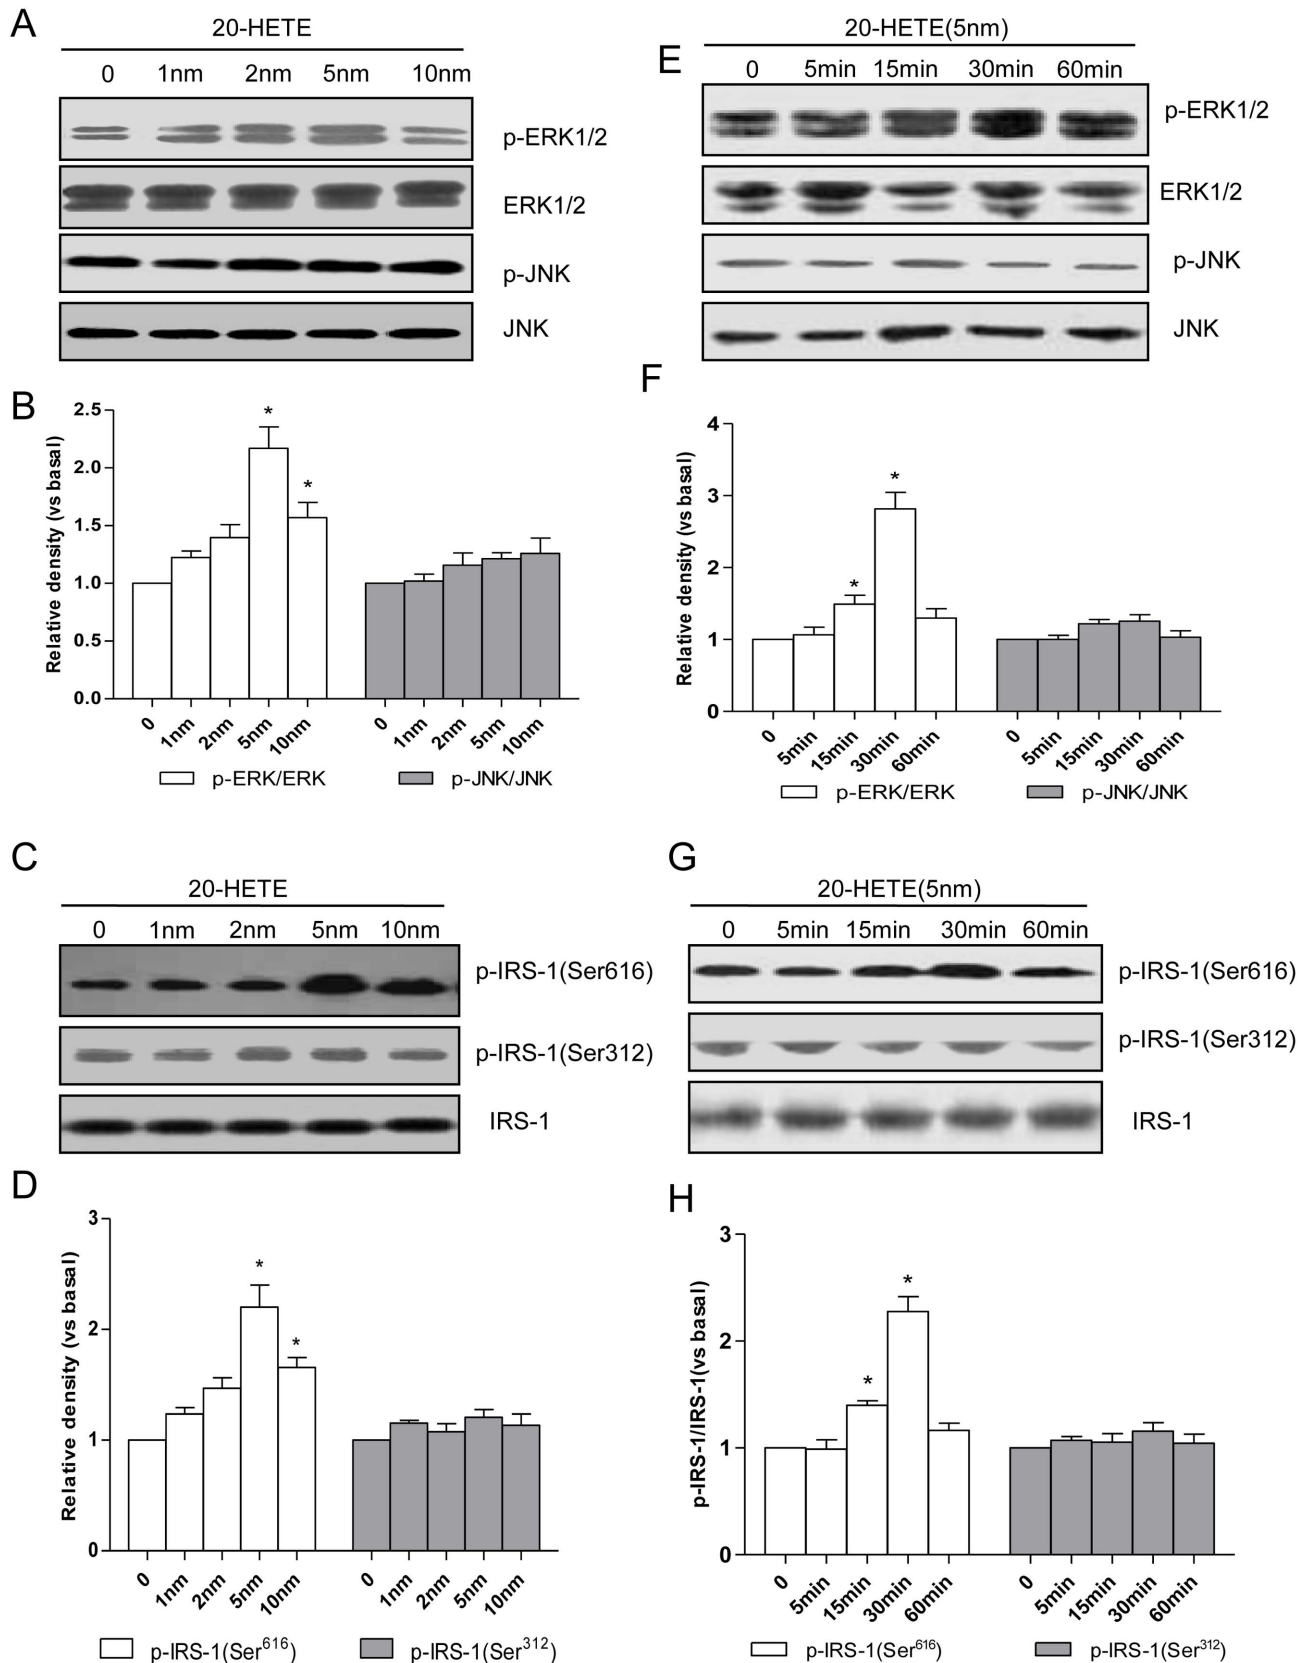 A
20-HETE
0 1nm 2nm 5nm 10nm
p-ERK1/2
ERK1/2
p-JNK
JNK
B
Relative density (vs basal)
2.5
2.0
1.5
1.0
0.5
0.0
* *
0 1nm 2nm 5nm 10nm 0 1nm 2nm 5nm 10nm
p-ERK/ERK p-JNK/JNK
C
20-HETE
0 1nm 2nm 5nm 10nm
p-IRS-1(Ser616)
p-IRS-1(Ser312)
IRS-1
D
Relative density (vs basal)
3
2
1
0
* *
0 1nm 2nm 5nm 10nm 0 1nm 2nm 5nm 10nm
p-IRS-1(Ser616) p-IRS-1(Ser312)
E
20-HETE(5nm)
0 5min 15min 30min 60min
p-ERK1/2
ERK1/2
p-JNK
JNK
F
Relative density (vs basal)
4
3
2
1
0
* *
0 5min 15min 30min 60min 0 5min 15min 30min 60min
p-ERK/ERK p-JNK/JNK
G
20-HETE(5nm)
0 5min 15min 30min 60min
p-IRS-1(Ser616)
p-IRS-1(Ser312)
IRS-1
H
p-IRS-1/IRS-1(vs basal)
3
2
1
0
* *
0 5min 15min 30min 60min 0 5min 15min 30min 60min
p-IRS-1(Ser616) p-IRS-1(Ser312)